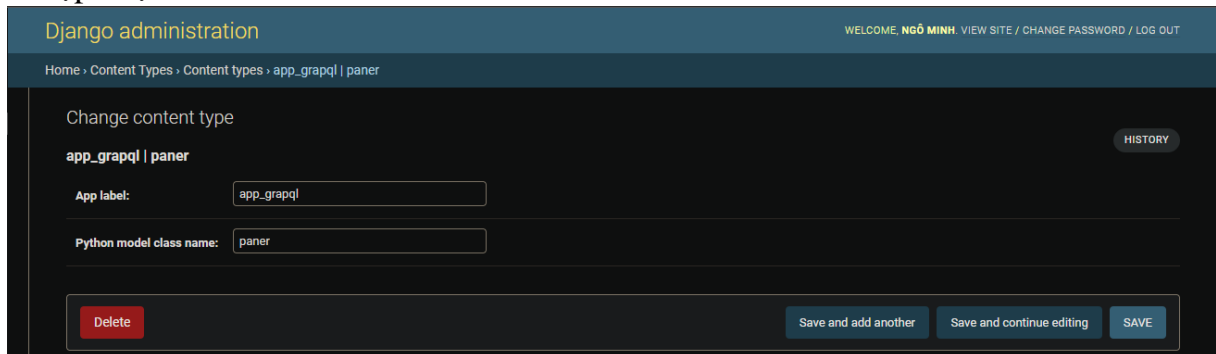 Django administration
WELCOME, NGÔ MINH. VIEW SITE / CHANGE PASSWORD / LOG OUT
Home › Content Types › Content types › app_grapql | paner
Change content type
HISTORY
app_grapql | paner
App label: app_grapql
Python model class name: paner
Delete Save and add another Save and continue editing SAVE